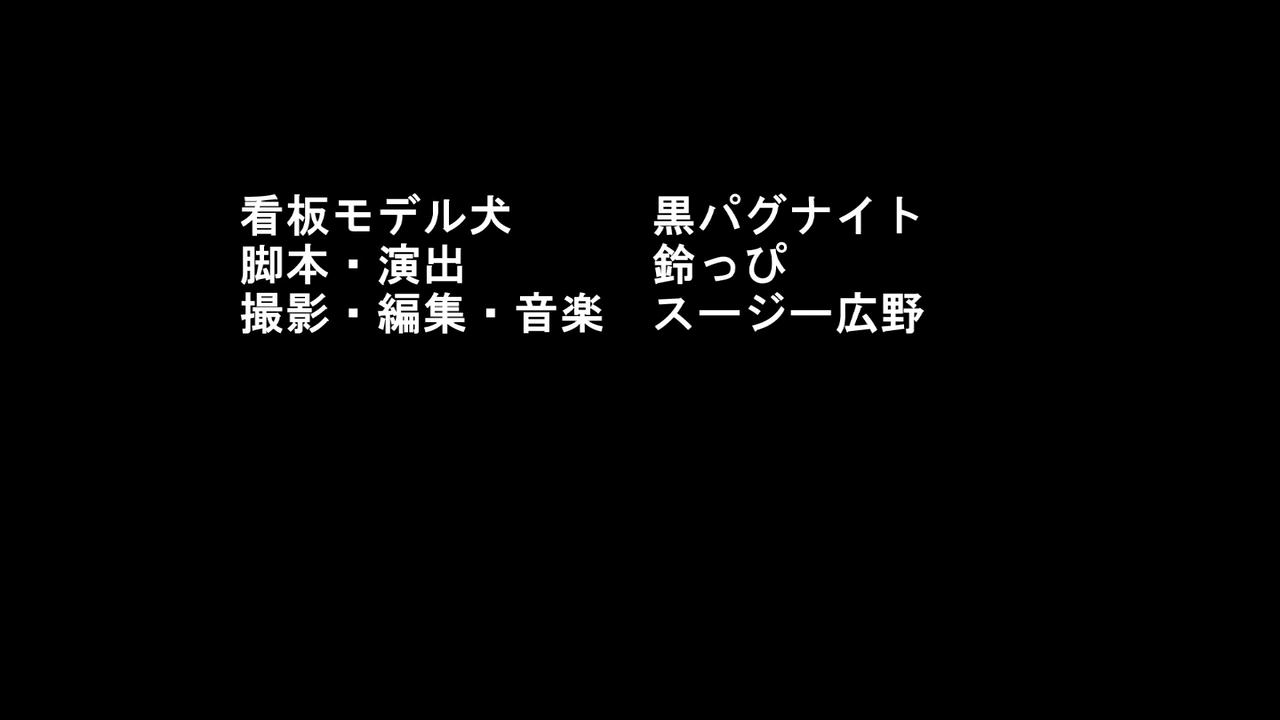 看板モデル犬　　　黒パグナイト
脚本・演出　　　　鈴っぴ
撮影・編集・音楽　スージー広野